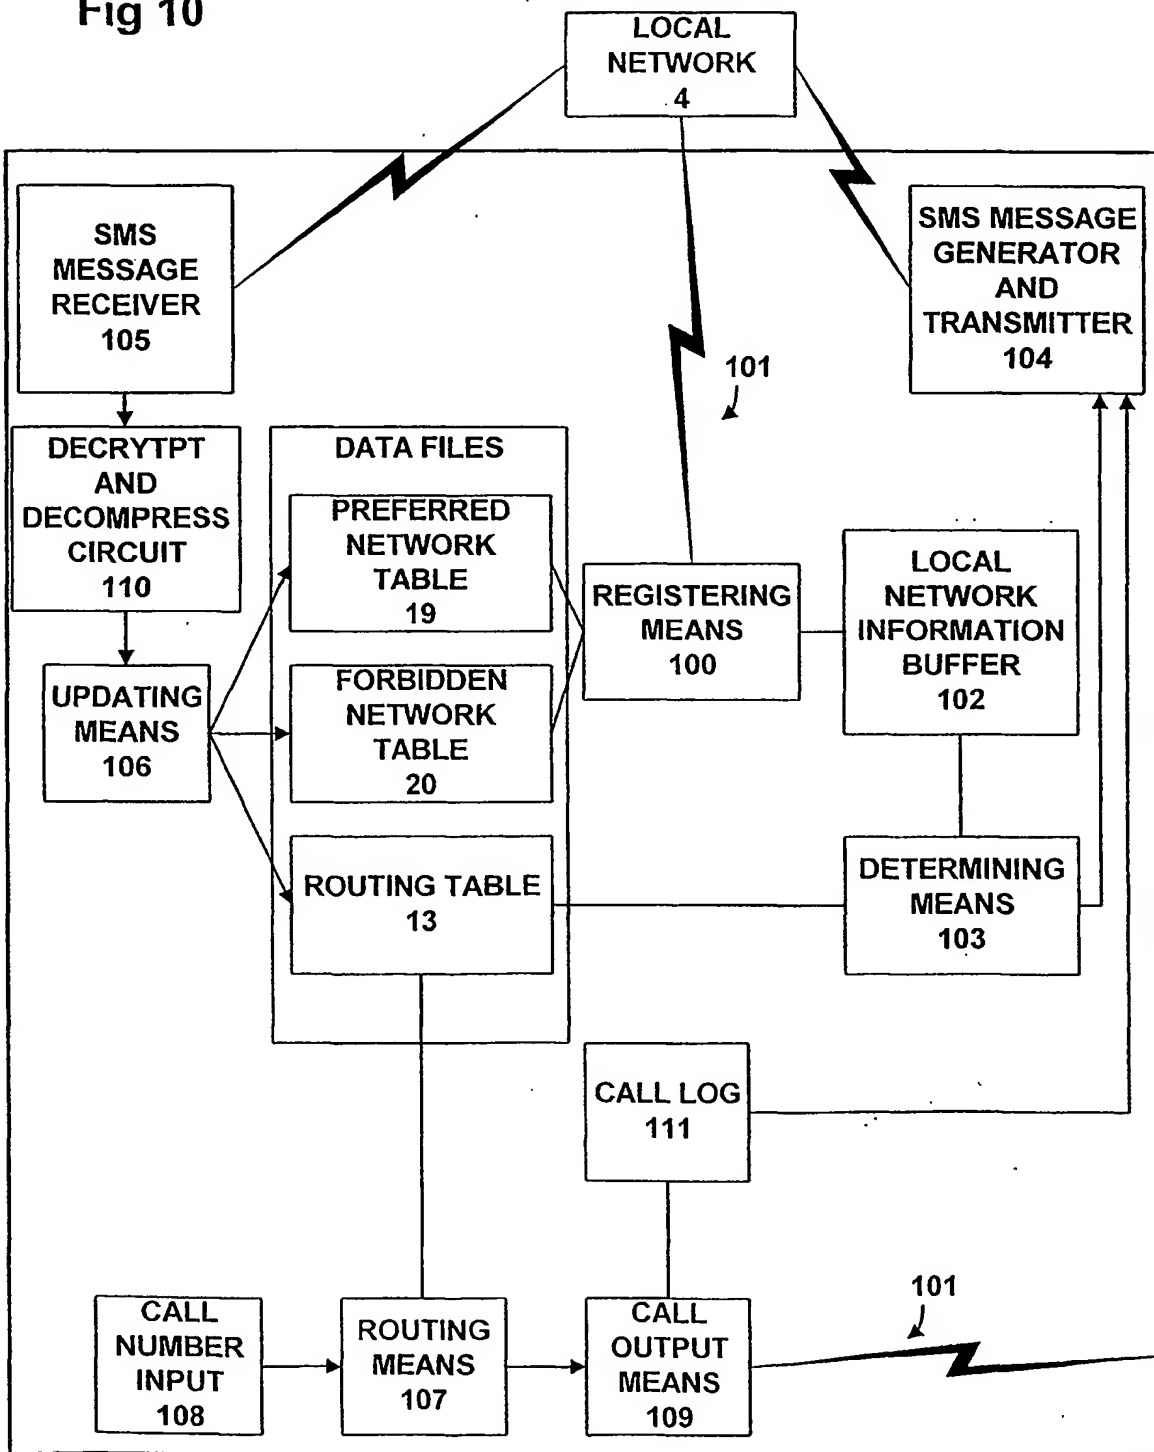 Fig 10
LOCAL
NETWORK
4
SMS
MESSAGE
RECEIVER
105
SMS MESSAGE
GENERATOR
AND
TRANSMITTER
104
101
DECRYTPT
AND
DECOMPRESS
CIRCUIT
110
DATA FILES
PREFERRED
NETWORK
TABLE
19
REGISTERING
MEANS
100
LOCAL
NETWORK
INFORMATION
BUFFER
102
UPDATING
MEANS
106
FORBIDDEN
NETWORK
TABLE
20
ROUTING TABLE
13
DETERMINING
MEANS
103
CALL LOG
111
101
CALL
NUMBER
INPUT
108
ROUTING
MEANS
107
CALL
OUTPUT
MEANS
109